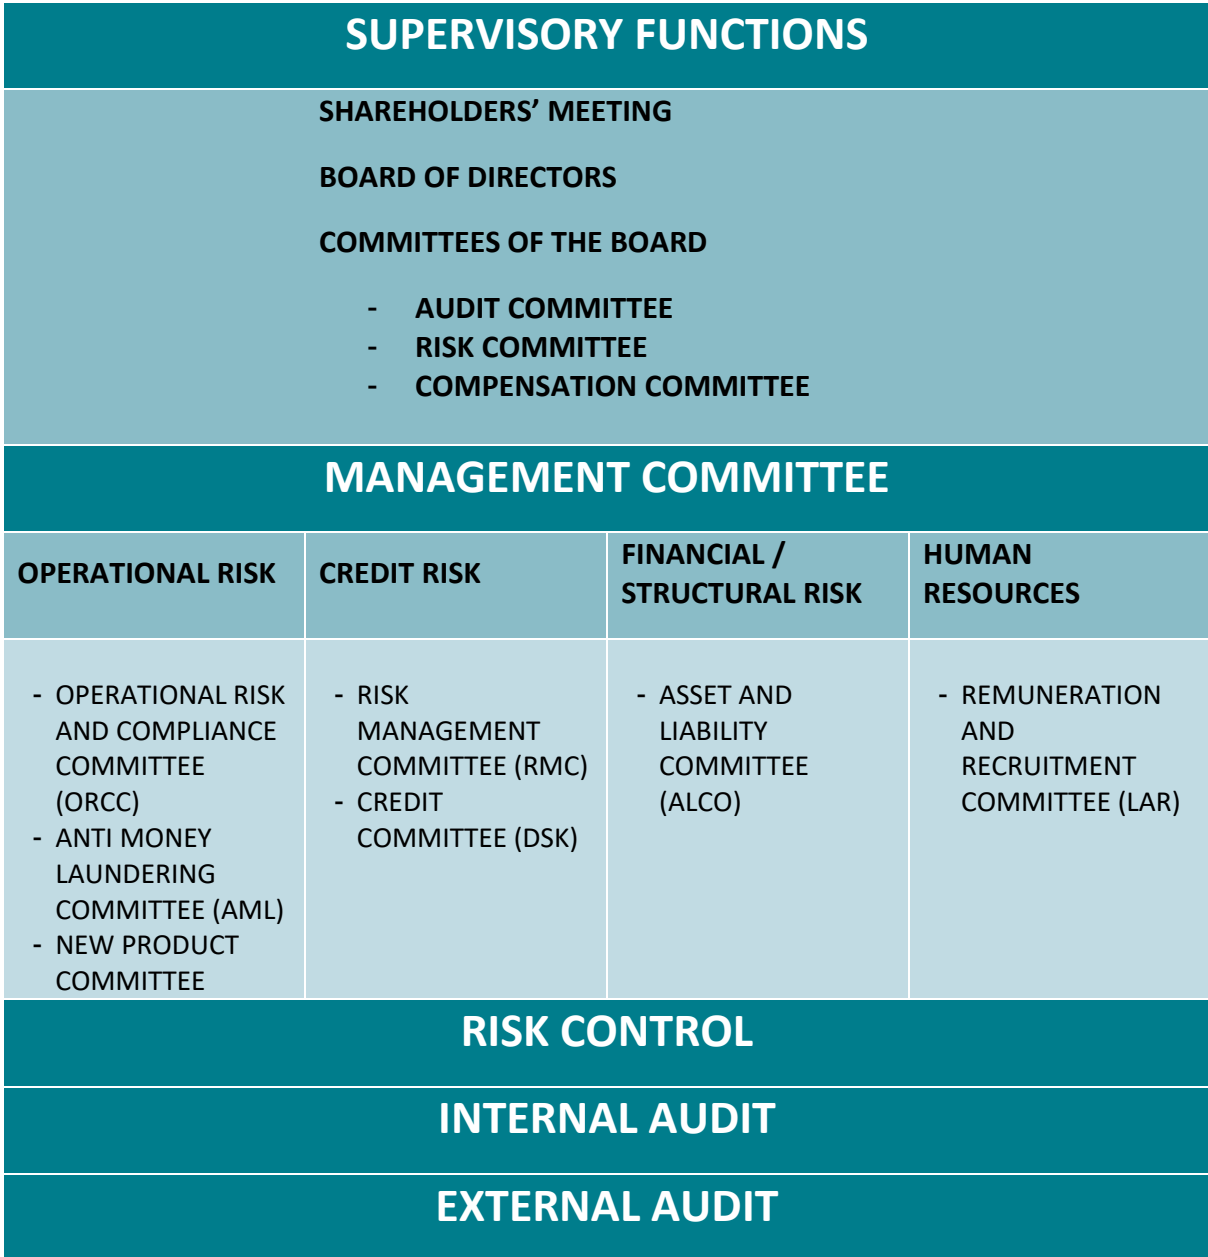 SUPERVISORY FUNCTIONS
SHAREHOLDERS’ MEETING
BOARD OF DIRECTORS
COMMITTEES OF THE BOARD
- AUDIT COMMITTEE
- RISK COMMITTEE
- COMPENSATION COMMITTEE
MANAGEMENT COMMITTEE
OPERATIONAL RISK
CREDIT RISK
FINANCIAL /
STRUCTURAL RISK
HUMAN
RESOURCES
- OPERATIONAL RISK
AND COMPLIANCE
COMMITTEE
(ORCC)
- ANTI MONEY
LAUNDERING
COMMITTEE (AML)
- NEW PRODUCT
COMMITTEE
- RISK
MANAGEMENT
COMMITTEE (RMC)
- CREDIT
COMMITTEE (DSK)
- ASSET AND
LIABILITY
COMMITTEE
(ALCO)
- REMUNERATION
AND
RECRUITMENT
COMMITTEE (LAR)
RISK CONTROL
INTERNAL AUDIT
EXTERNAL AUDIT